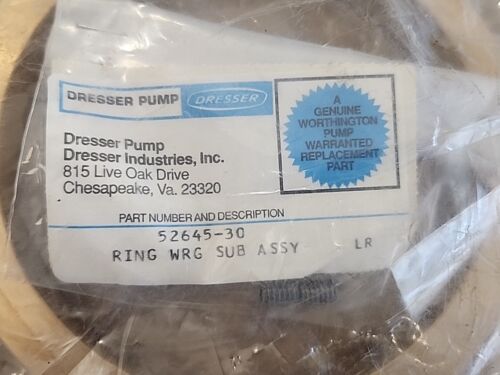 DRESSER PUMP
DRESSER
A
GENUINE
WORTHINGTON
PUMP
WARRANTED
REPLACEMENT
PART
Dresser Pump
Dresser Industries, Inc.
815 Live Oak Drive
Chesapeake, Va. 23320
PART NUMBER AND DESCRIPTION
52645-30
RING WRG SUB ASSY LR